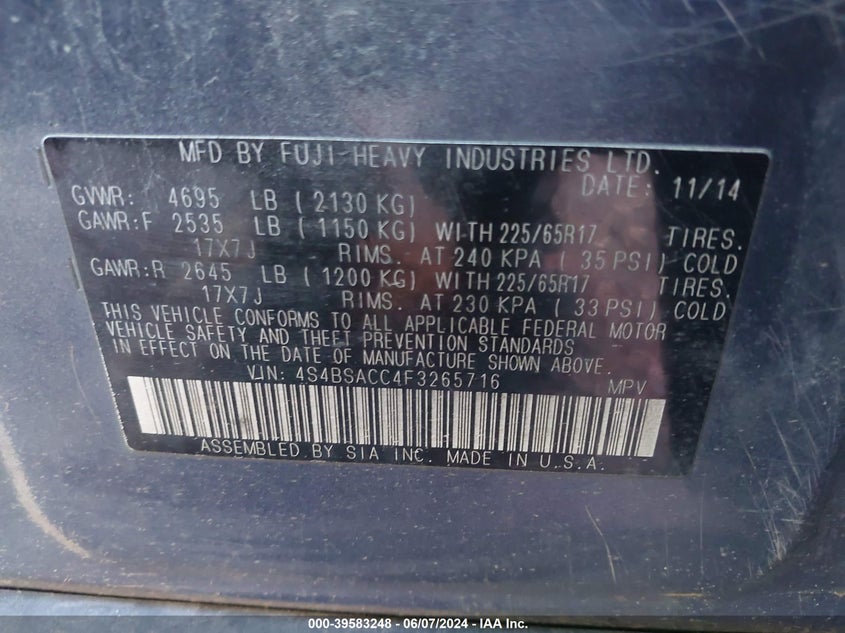 MFD BY FUJI HEAVY INDUSTRIES LTD.
DATE: 11/14
GVWR: 4695 LB ( 2130 KG)
GAWR:F 2535 LB ( 1150 KG) WITH 225/65R17 TIRES.
17X7J RIMS. AT 240 KPA ( 35 PSI) COLD
GAWR:R 2645 LB ( 1200 KG) WITH 225/65R17 TIRES.
17X7J RIMS. AT 230 KPA ( 33 PSI) COLD
THIS VEHICLE CONFORMS TO ALL APPLICABLE FEDERAL MOTOR
VEHICLE SAFETY AND THEFT PREVENTION STANDARDS
IN EFFECT ON THE DATE OF MANUFACTURE SHOWN ABOVE.
VIN: 4S4BSACC4F3265716 MPV
ASSEMBLED BY SIA INC. MADE IN U.S.A.
000-39583248 - 06/07/2024 - IAA Inc.